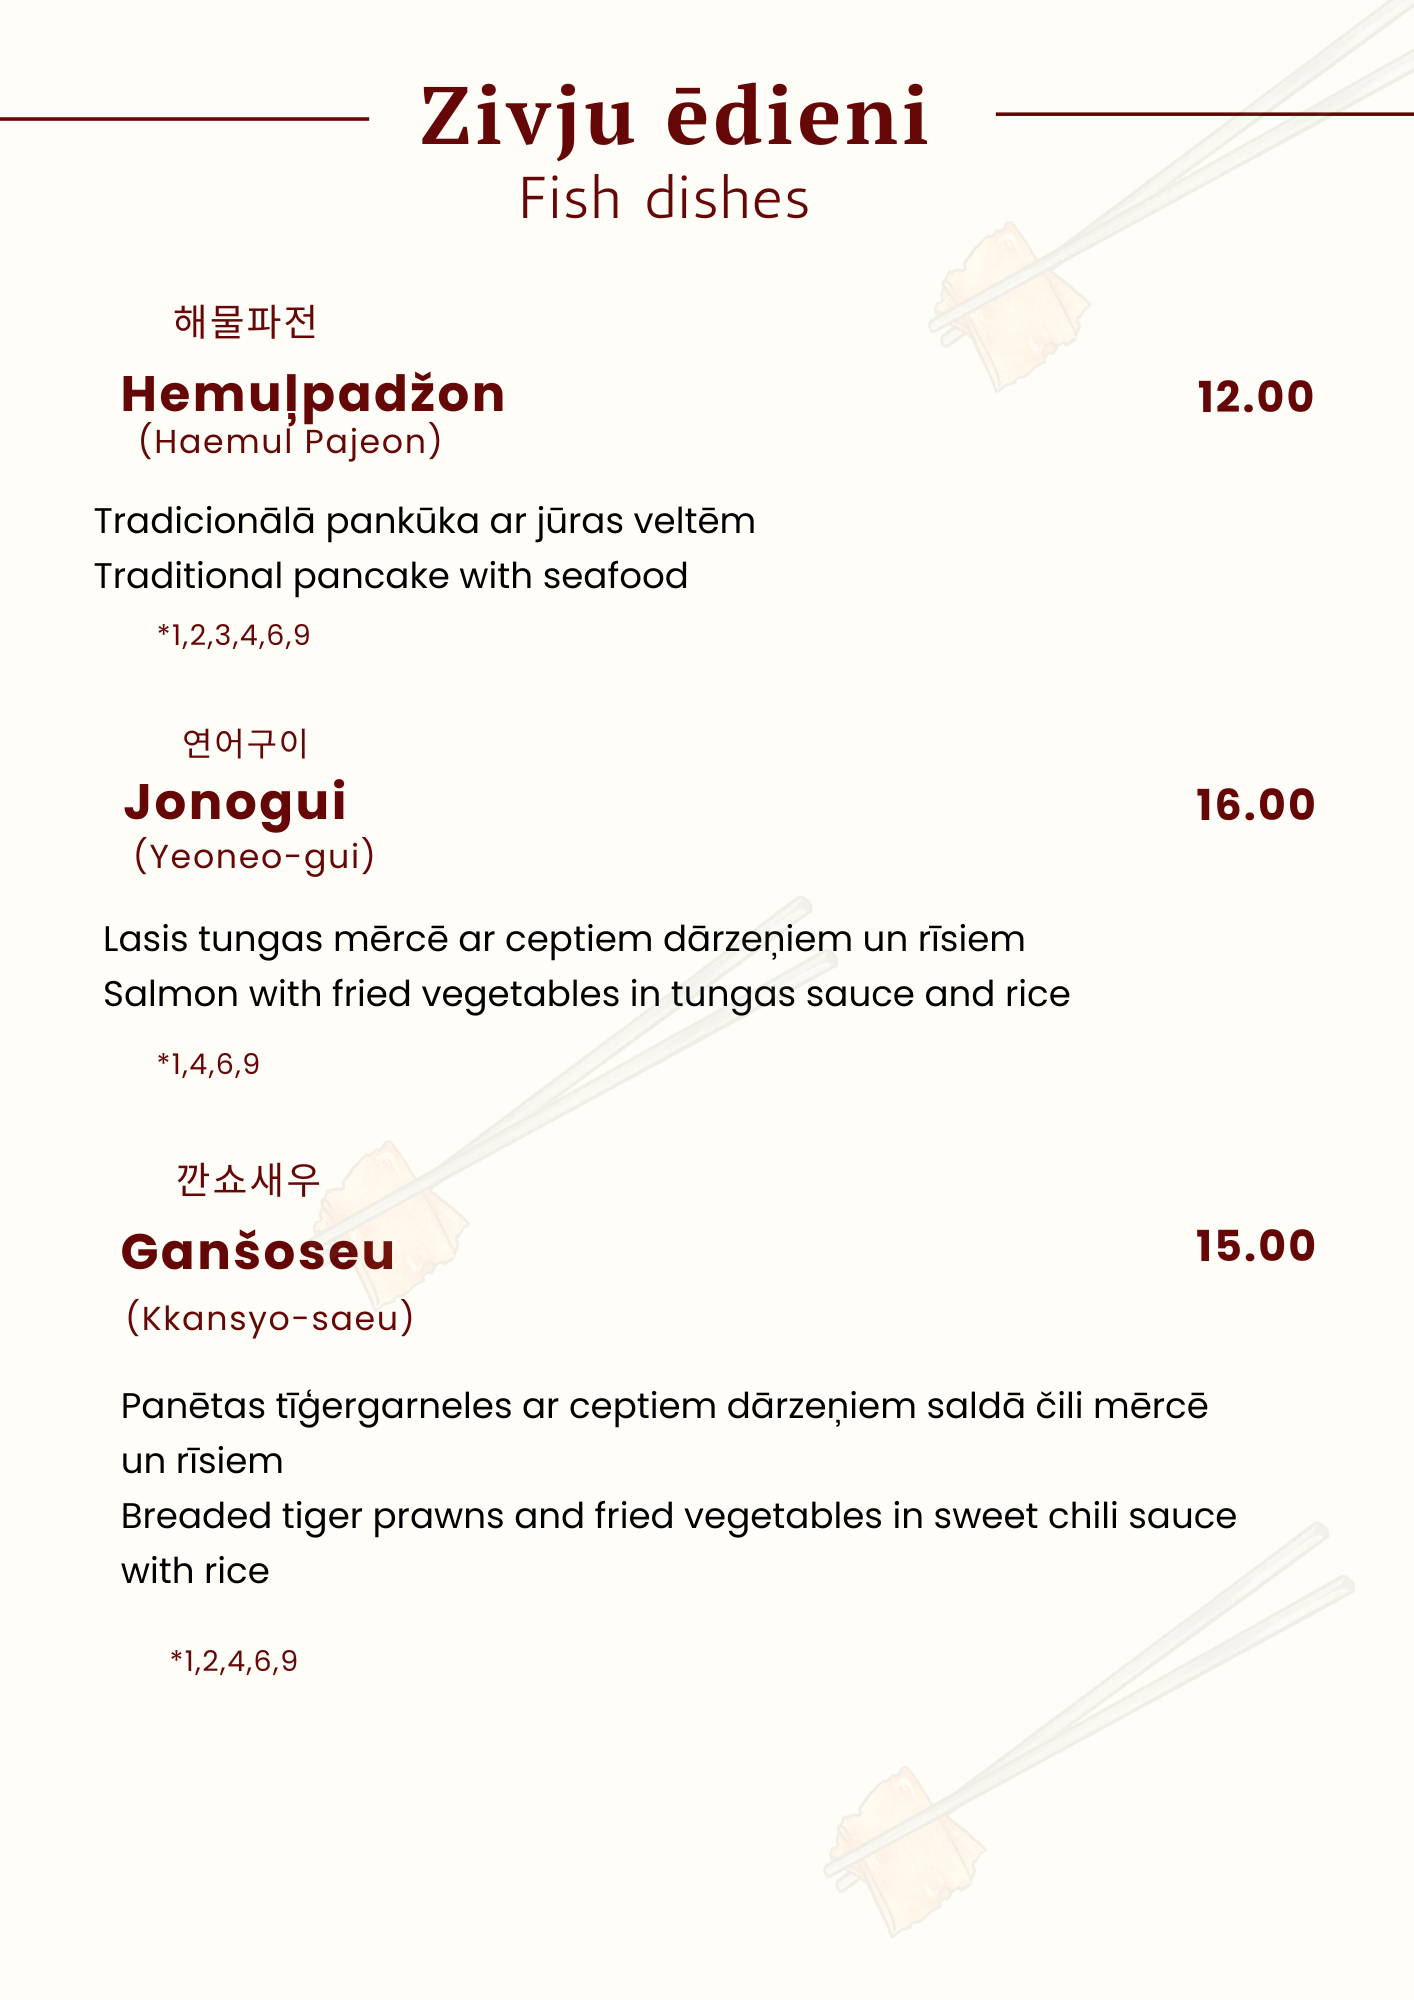 Zivju ēdieni
Fish dishes
해물파전
Hemuļpadžon 12.00
(Haemul Pajeon)
Tradicionālā pankūka ar jūras veltēm
Traditional pancake with seafood
*1,2,3,4,6,9
연어구이
Jonogui 16.00
(Yeoneo-gui)
Lasis tungas mērcē ar ceptiem dārzeņiem un rīsiem
Salmon with fried vegetables in tungas sauce and rice
*1,4,6,9
깐쇼새우
Ganšoseu 15.00
(Kkansyo-saeu)
Panētas tīģergarneles ar ceptiem dārzeņiem saldā čili mērcē
un rīsiem
Breaded tiger prawns and fried vegetables in sweet chili sauce
with rice
*1,2,4,6,9